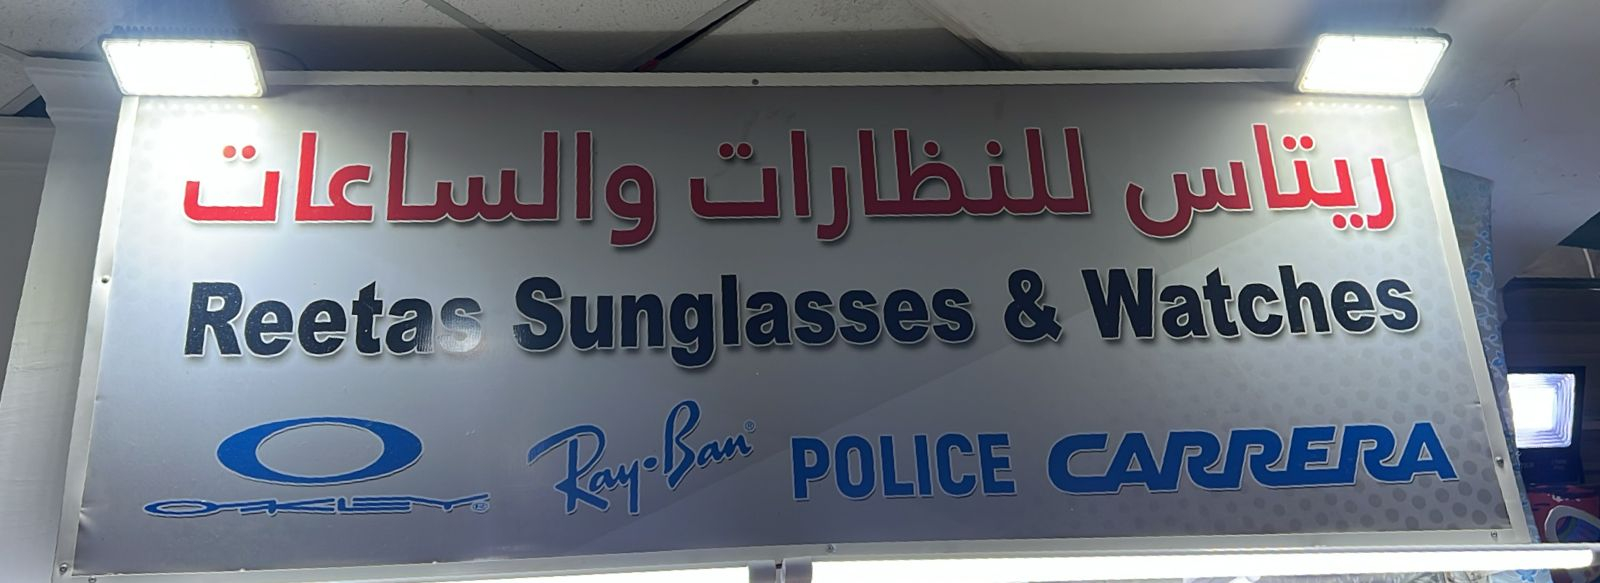 ريتاس للنظارات والساعات
Reetas Sunglasses & Watches
OAKLEY® Ray-Ban® POLICE CARRERA